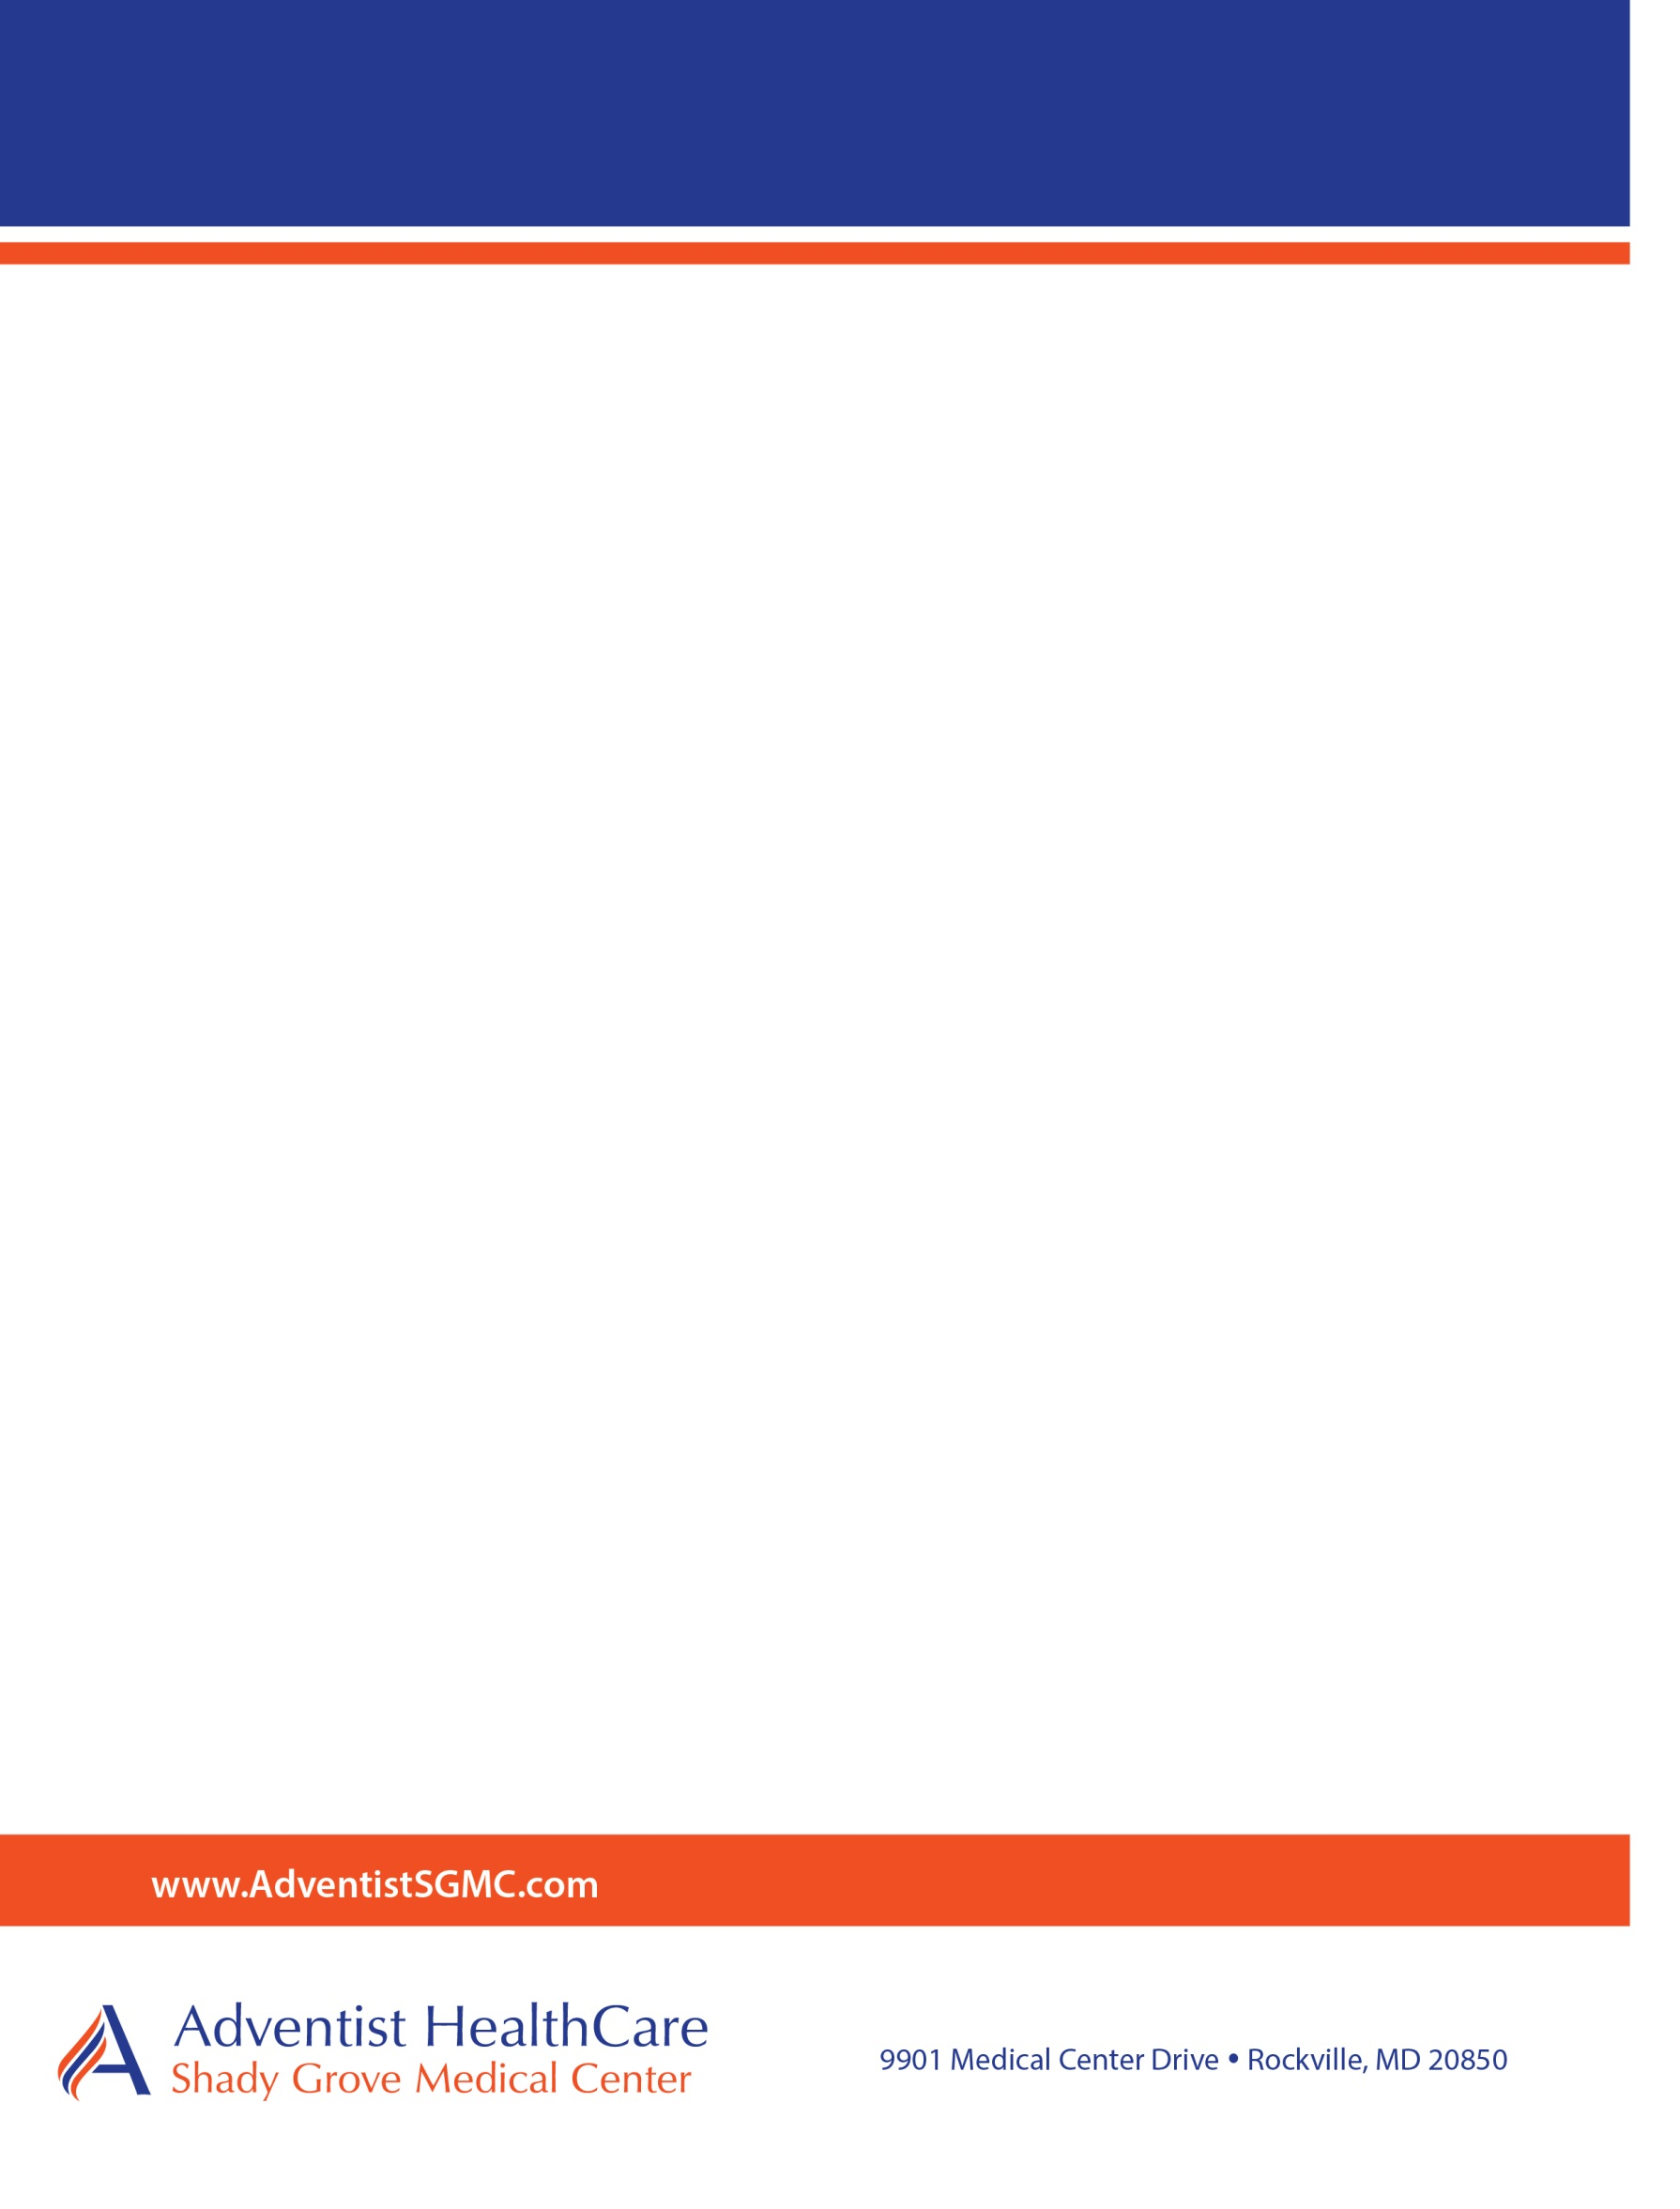 www.AdventistSGMC.com
Adventist HealthCare
Shady Grove Medical Center
9901 Medical Center Drive • Rockville, MD 20850